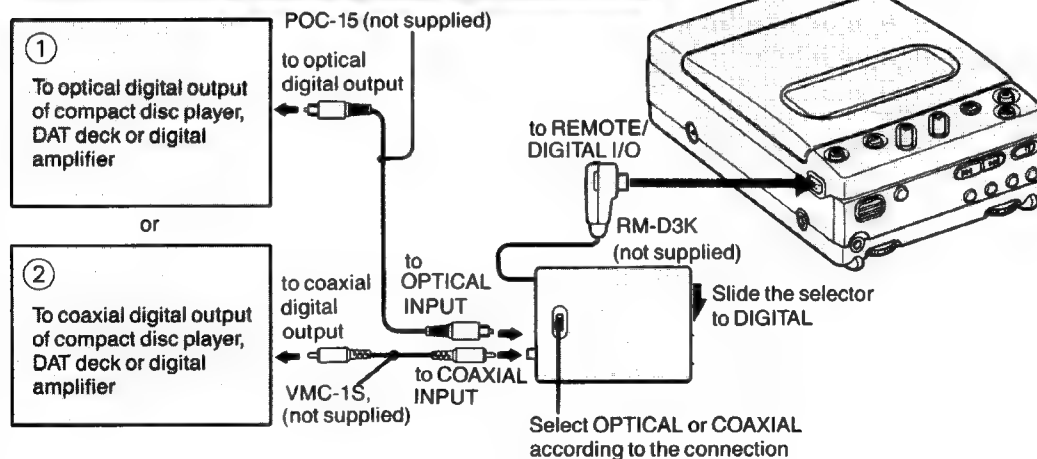 POC-15 (not supplied)
①
To optical digital output
of compact disc player,
DAT deck or digital
amplifier
to optical
digital output
or
②
To coaxial digital output
of compact disc player,
DAT deck or digital
amplifier
to coaxial
digital
output
VMC-1S,
(not supplied)
to
OPTICAL
INPUT
to COAXIAL
INPUT
to REMOTE/
DIGITAL I/O
RM-D3K
(not supplied)
Slide the selector
to DIGITAL
Select OPTICAL or COAXIAL
according to the connection